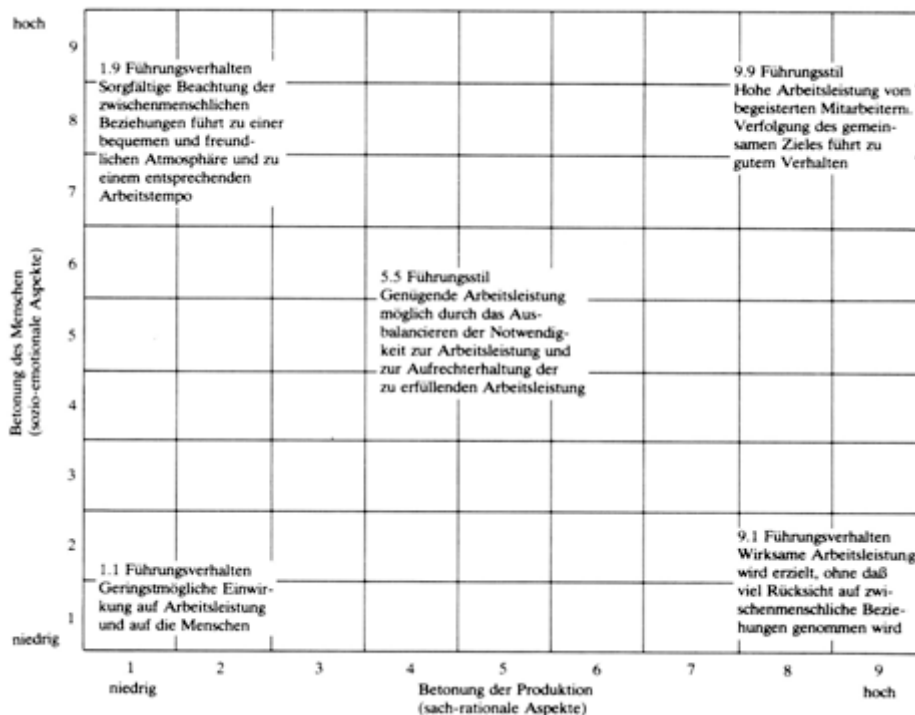 hoch
9
8
7
6
5
4
3
2
1
niedrig
Betonung des Menschen
(sozio-emotionale Aspekte)
1.9 Führungsverhalten
Sorgfältige Beachtung der
zwischenmenschlichen
Beziehungen führt zu einer
bequemen und freund-
lichen Atmosphäre und zu
einem entsprechenden
Arbeitstempo
9.9 Führungsstil
Hohe Arbeitsleistung von
begeisterten Mitarbeitern.
Verfolgung des gemein-
samen Zieles führt zu
gutem Verhalten
5.5 Führungsstil
Genügende Arbeitsleistung
möglich durch das Aus-
balancieren der Notwendig-
keit zur Arbeitsleistung und
zur Aufrechterhaltung der
zu erfüllenden Arbeitsleistung
1.1 Führungsverhalten
Geringstmögliche Einwir-
kung auf Arbeitsleistung
und auf die Menschen
9.1 Führungsverhalten
Wirksame Arbeitsleistung
wird erzielt, ohne daß
viel Rücksicht auf zwi-
schenmenschliche Bezie-
hungen genommen wird
1 2 3 4 5 6 7 8 9
niedrig
hoch
Betonung der Produktion
(sach-rationale Aspekte)